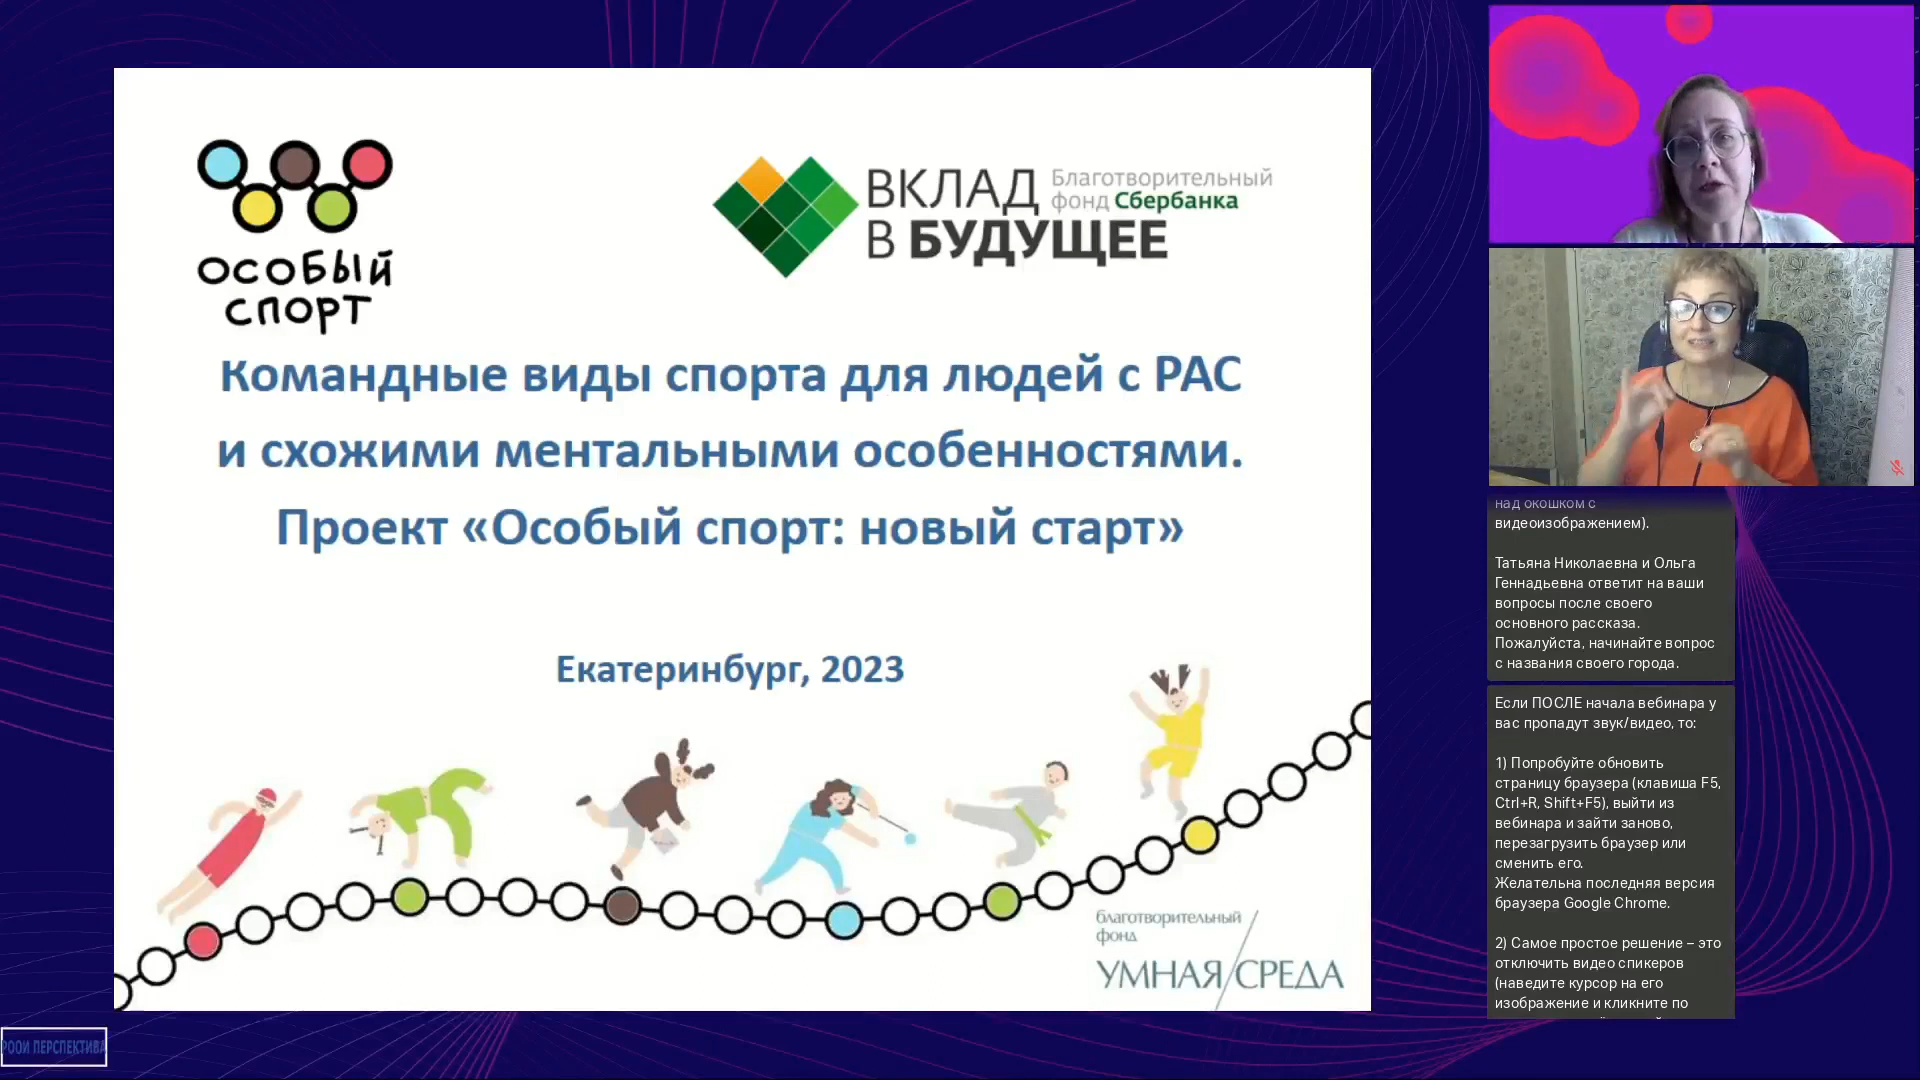 ОСОБЫЙ
СПОРТ
ВКЛАД
В БУДУЩЕЕ
Благотворительный
фонд Сбербанка
Командные виды спорта для людей с РАС
и схожими ментальными особенностями.
Проект «Особый спорт: новый старт»
Екатеринбург, 2023
благотворительный
фонд
УМНАЯ/СРЕДА
РООИ ПЕРСПЕКТИВА
над окошком с
видеоизображением).
Татьяна Николаевна и Ольга
Геннадьевна ответит на ваши
вопросы после своего
основного рассказа.
Пожалуйста, начинайте вопрос
с названия своего города.
Если ПОСЛЕ начала вебинара у
вас пропадут звук/видео, то:
1) Попробуйте обновить
страницу браузера (клавиша F5,
Ctrl+R, Shift+F5), выйти из
вебинара и зайти заново,
перезагрузить браузер или
сменить его.
Желательна последняя версия
браузера Google Chrome.
2) Самое простое решение – это
отключить видео спикеров
(наведите курсор на его
изображение и кликните по